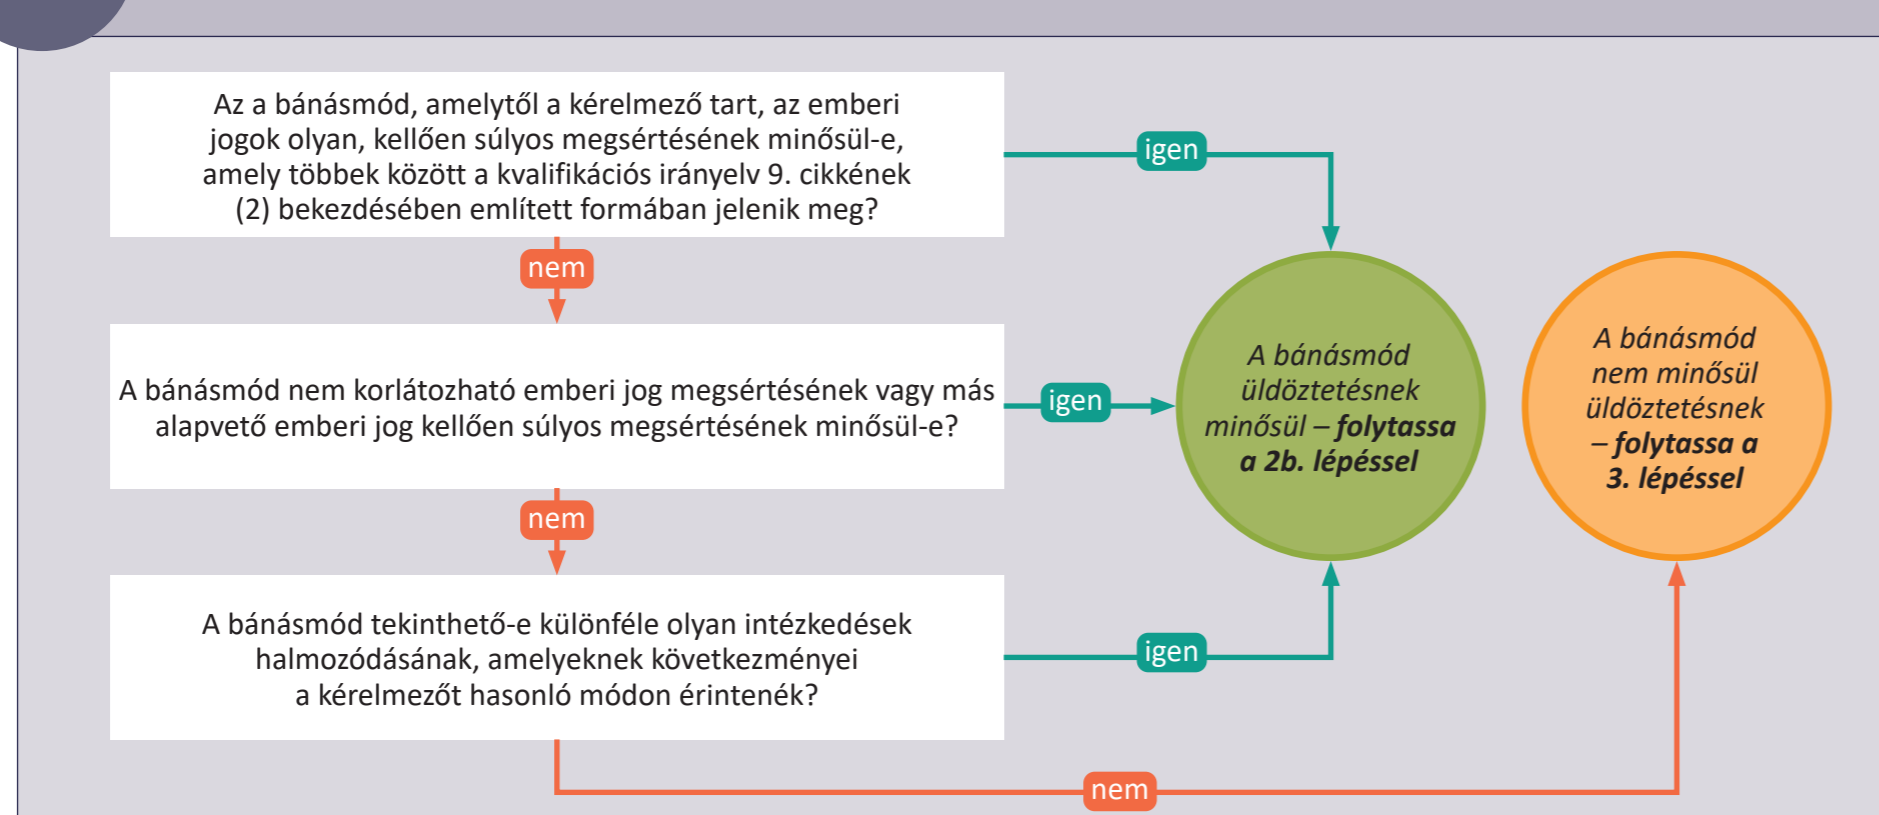 Az a bánásmód, amelytől a kérelmező tart, az emberi
jogok olyan, kellően súlyos megsértésének minősül-e,
amely többek között a kvalifikációs irányelv 9. cikkének
(2) bekezdésében említett formában jelenik meg?
igen
nem
A bánásmód nem korlátozható emberi jog megsértésének vagy más
alapvető emberi jog kellően súlyos megsértésének minősül-e?
igen
nem
A bánásmód tekinthető-e különféle olyan intézkedések
halmozódásának, amelyeknek következményei
a kérelmezőt hasonló módon érintenék?
igen
nem
A bánásmód
üldöztetésnek
minősül – folytassa
a 2b. lépéssel
A bánásmód
nem minősül
üldöztetésnek
– folytassa a
3. lépéssel